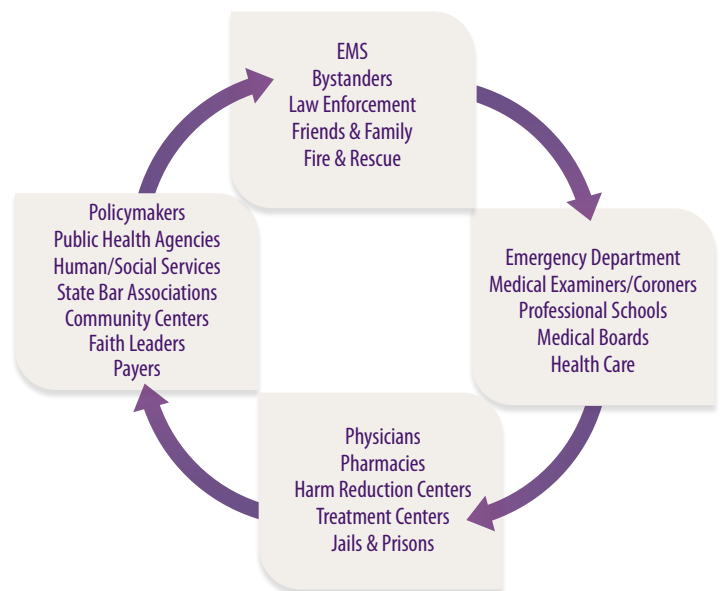 EMS
Bystanders
Law Enforcement
Friends & Family
Fire & Rescue
Emergency Department
Medical Examiners/Coroners
Professional Schools
Medical Boards
Health Care
Physicians
Pharmacies
Harm Reduction Centers
Treatment Centers
Jails & Prisons
Policymakers
Public Health Agencies
Human/Social Services
State Bar Associations
Community Centers
Faith Leaders
Payers